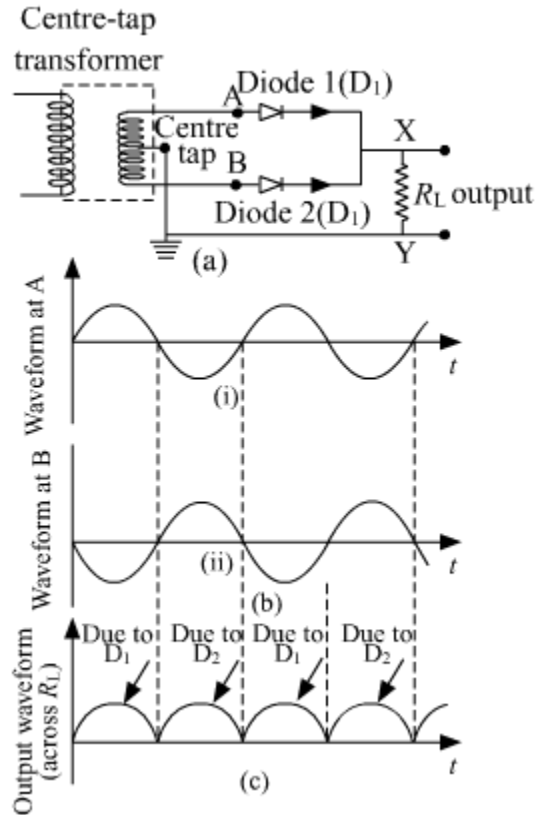 Centre-tap
transformer
Diode 1(D1)
A
Centre
tap
X
B
RL output
Diode 2(D1)
Y
(a)
Waveform at A
t
(i)
Waveform at B
(ii)
t
(b)
Due to
D1
Due to
D2
Due to
D1
Due to
D2
Output waveform
(across RL)
t
(c)